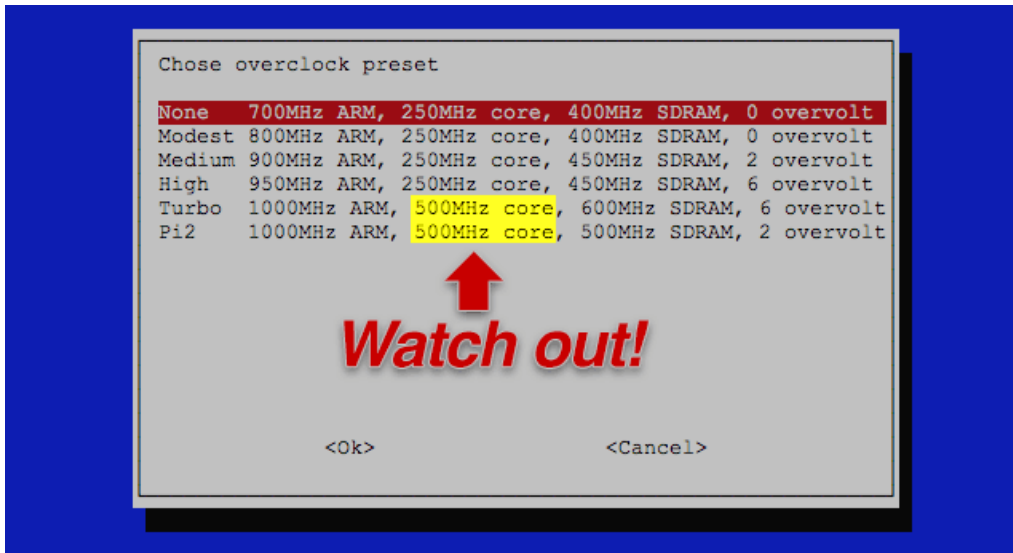 Chose overclock preset
None 700MHz ARM, 250MHz core, 400MHz SDRAM, 0 overvolt
Modest 800MHz ARM, 250MHz core, 400MHz SDRAM, 0 overvolt
Medium 900MHz ARM, 250MHz core, 450MHz SDRAM, 2 overvolt
High 950MHz ARM, 250MHz core, 450MHz SDRAM, 6 overvolt
Turbo 1000MHz ARM, 500MHz core, 600MHz SDRAM, 6 overvolt
Pi2 1000MHz ARM, 500MHz core, 500MHz SDRAM, 2 overvolt
Watch out!
<Ok> <Cancel>